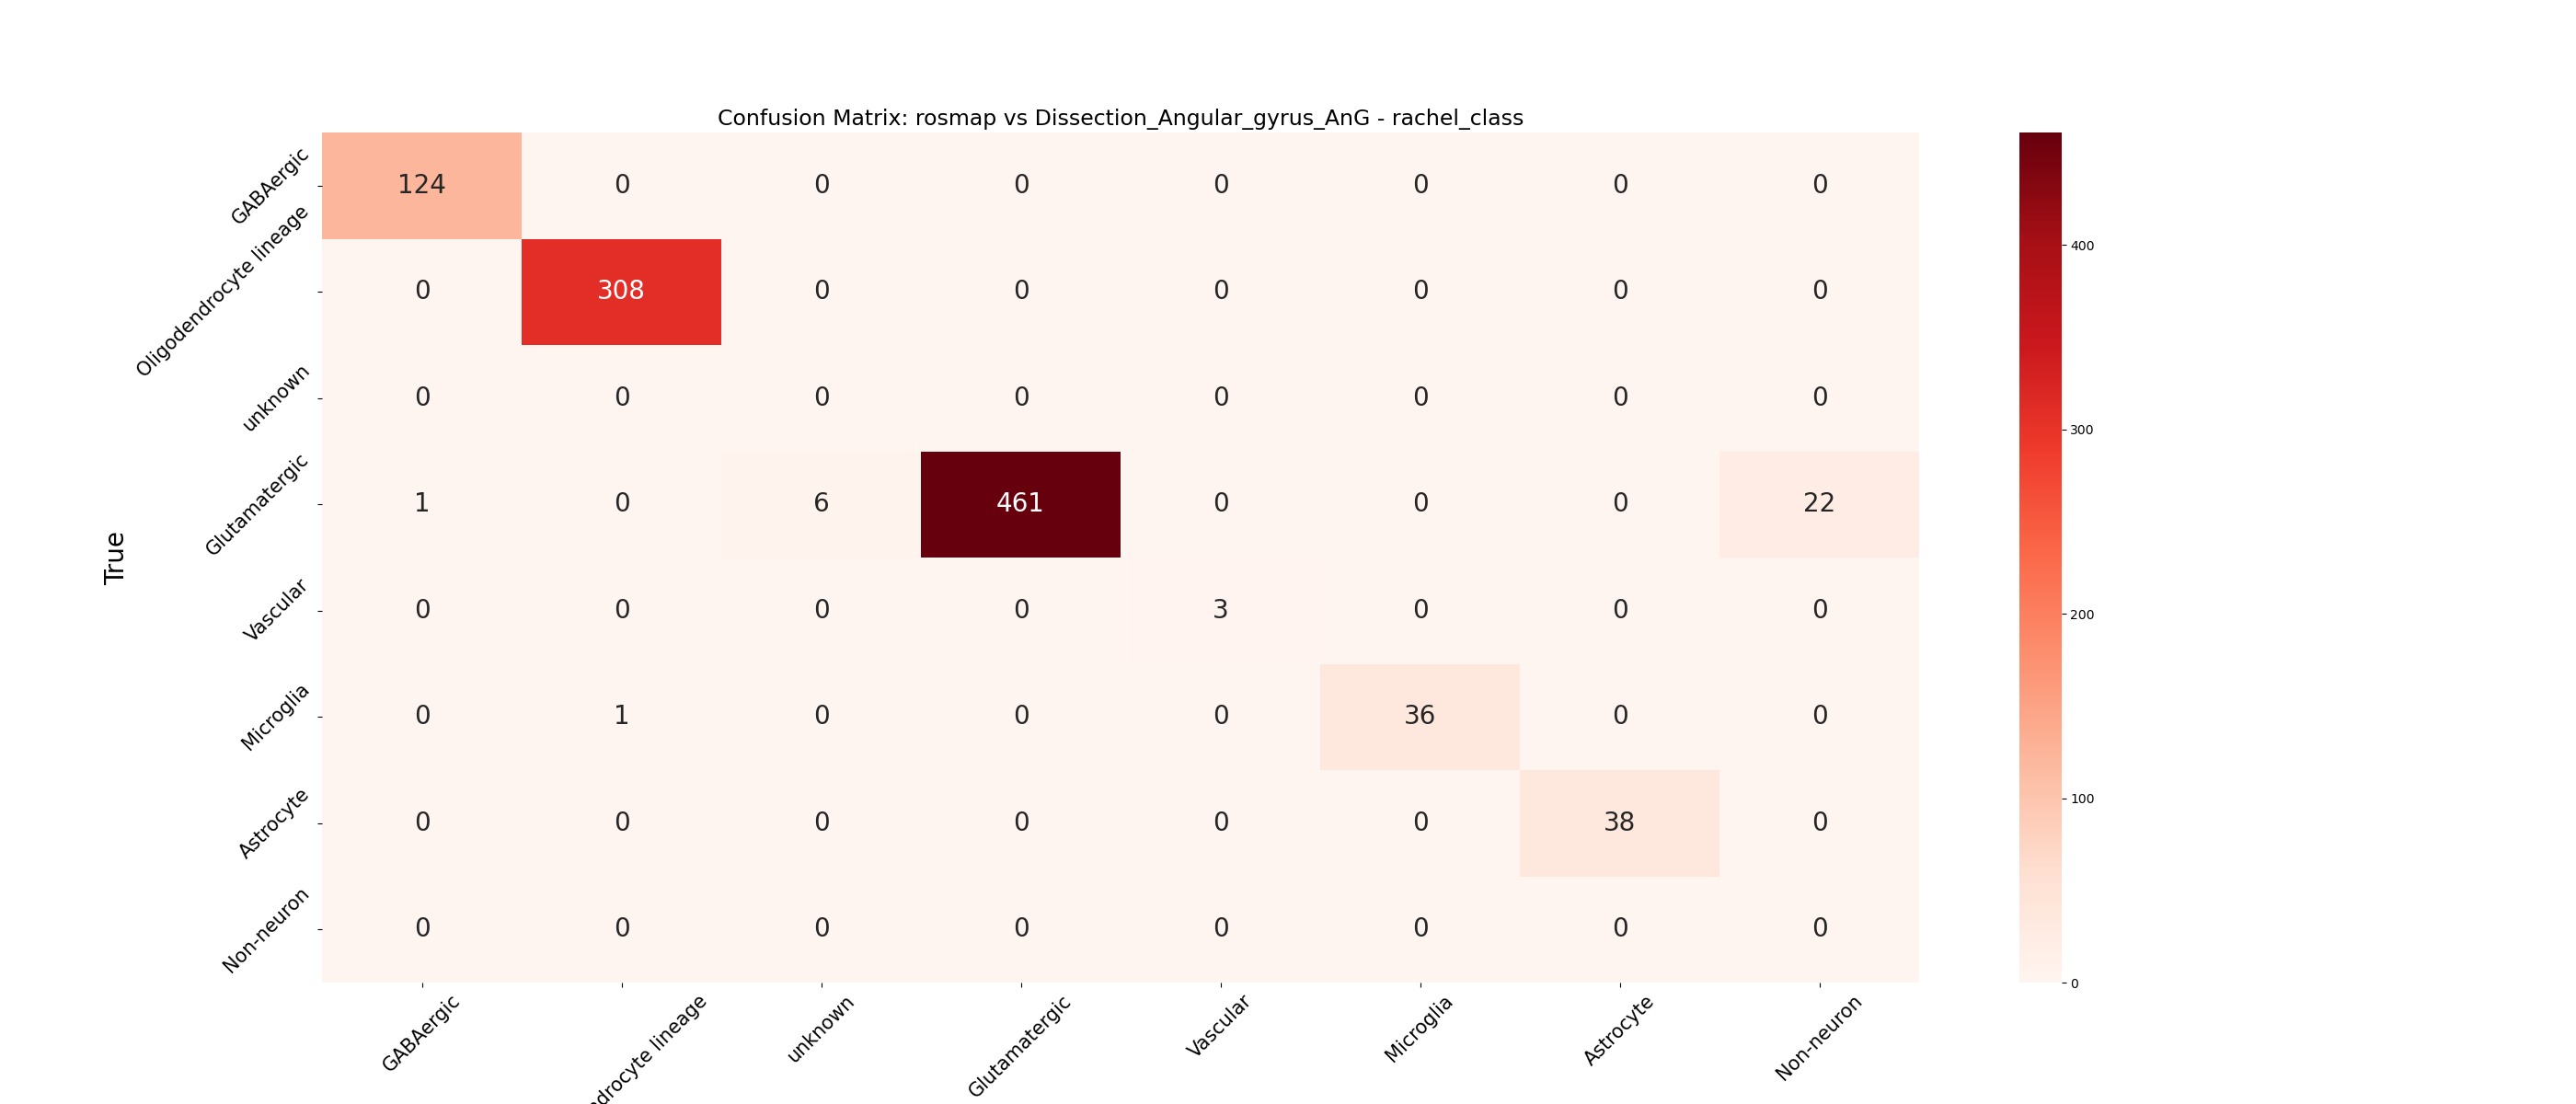 Confusion Matrix: rosmap vs Dissection_Angular_gyrus_AnG - rachel_class
GABAergic 124 0 0 0 0 0 0 0
Oligodendrocyte lineage 0 308 0 0 0 0 0 0
unknown 0 0 0 0 0 0 0 0
Glutamatergic 1 0 6 461 0 0 0 22
Vascular 0 0 0 0 3 0 0 0
Microglia 0 1 0 0 0 36 0 0
Astrocyte 0 0 0 0 0 0 38 0
Non-neuron 0 0 0 0 0 0 0 0
True
GABAergic ndrocyte lineage unknown Glutamatergic Vascular Microglia Astrocyte Non-neuron
400
300
200
100
0